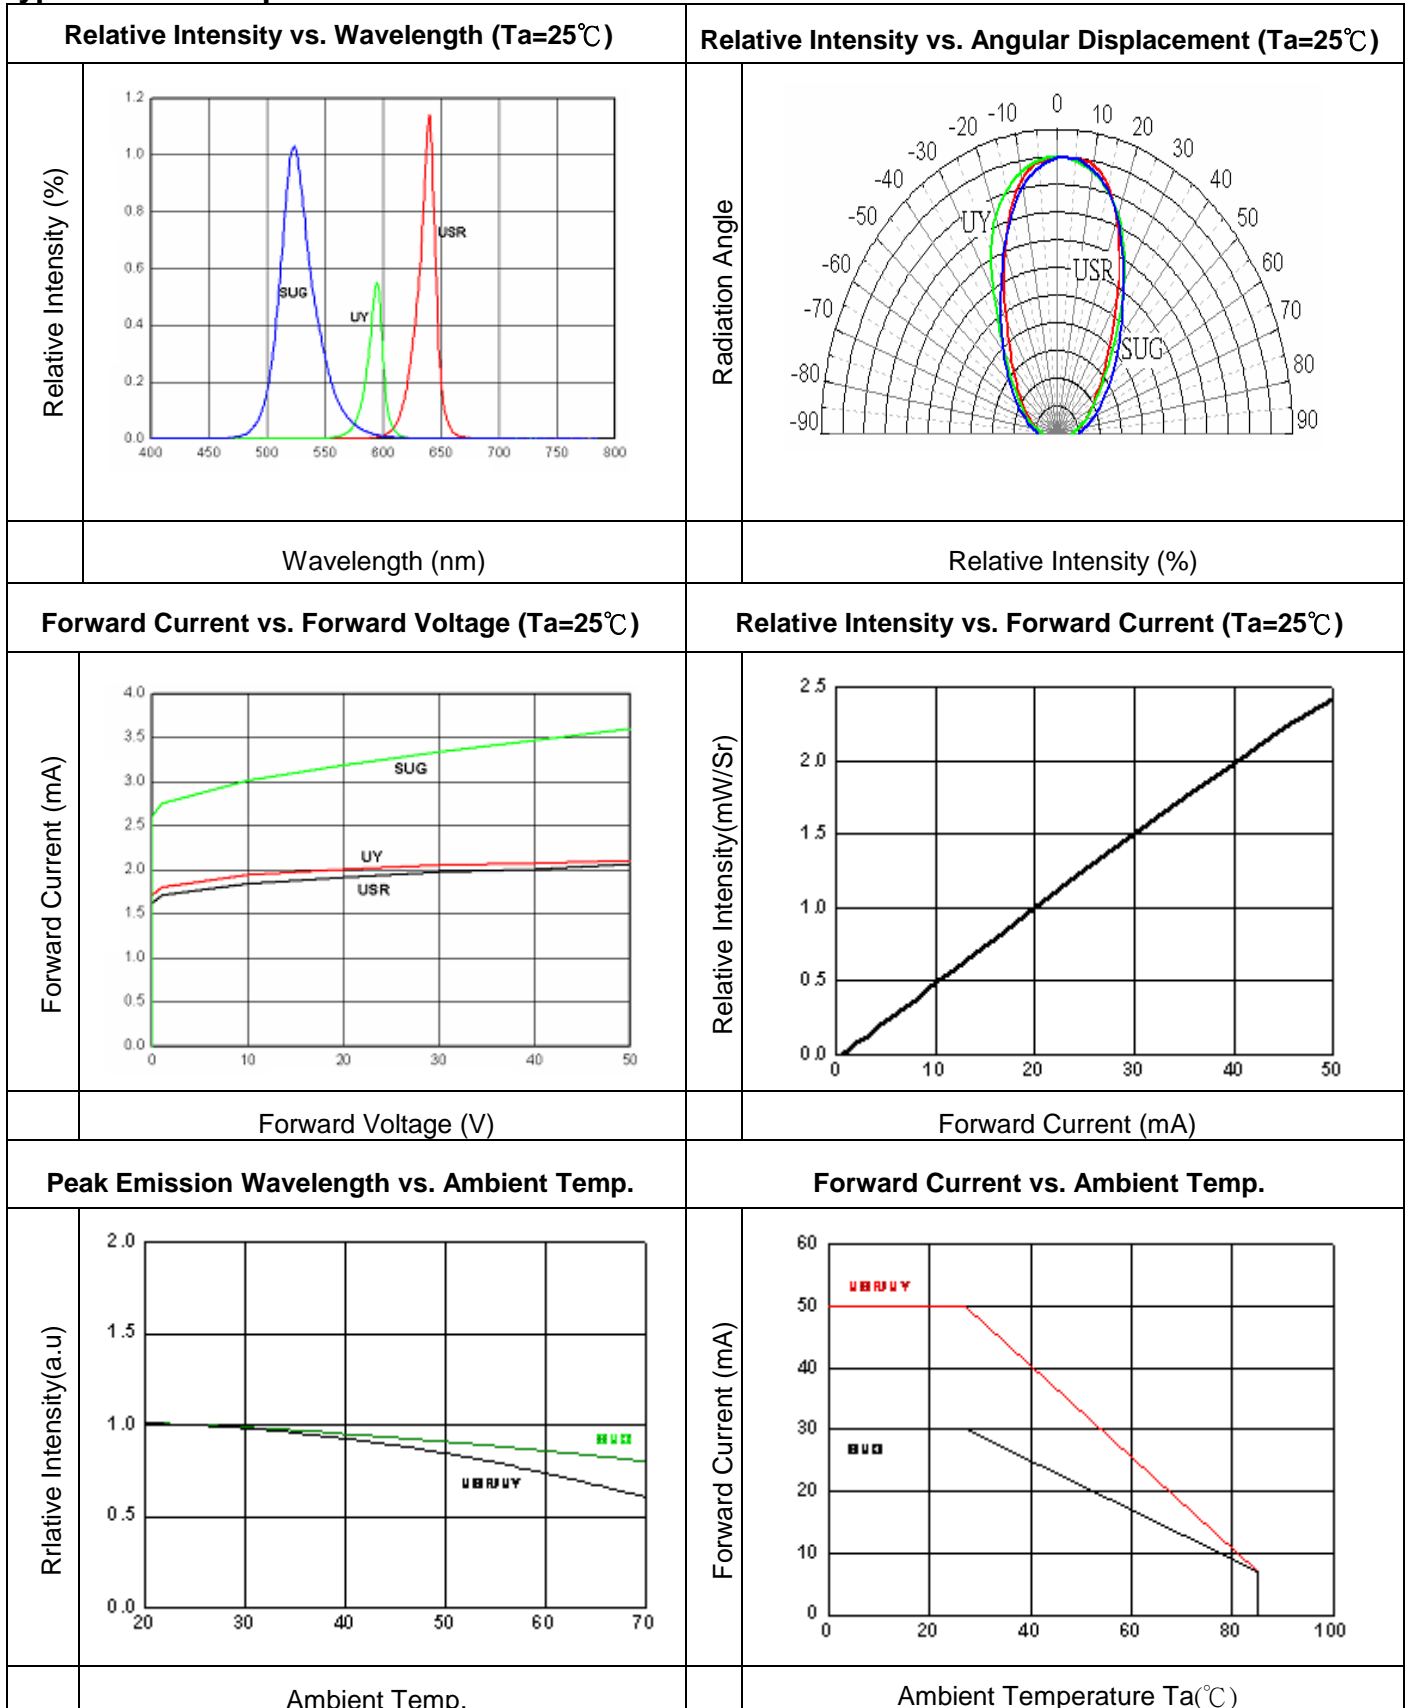 Relative Intensity vs. Wavelength (Ta=25℃)
Relative Intensity (%)
1.2
1.0
0.8
0.6
0.4
0.2
0.0
400 450 500 550 600 650 700 750 800
SUG
UY
USR
Wavelength (nm)
Relative Intensity vs. Angular Displacement (Ta=25℃)
Radiation Angle
-90 -80 -70 -60 -50 -40 -30 -20 -10 0 10 20 30 40 50 60 70 80 90
UY
USR
SUG
Relative Intensity (%)
Forward Current vs. Forward Voltage (Ta=25℃)
Forward Current (mA)
4.0
3.5
3.0
2.5
2.0
1.5
1.0
0.5
0.0
0 10 20 30 40 50
SUG
UY
USR
Forward Voltage (V)
Relative Intensity vs. Forward Current (Ta=25℃)
Relative Intensity(mW/Sr)
2.5
2.0
1.5
1.0
0.5
0.0
0 10 20 30 40 50
Forward Current (mA)
Peak Emission Wavelength vs. Ambient Temp.
Rrlative Intensity(a.u)
2.0
1.5
1.0
0.5
0.0
20 30 40 50 60 70
Ambient Temp.
Forward Current vs. Ambient Temp.
Forward Current (mA)
60
50
40
30
20
10
0
0 20 40 60 80 100
Ambient Temperature Ta(℃)